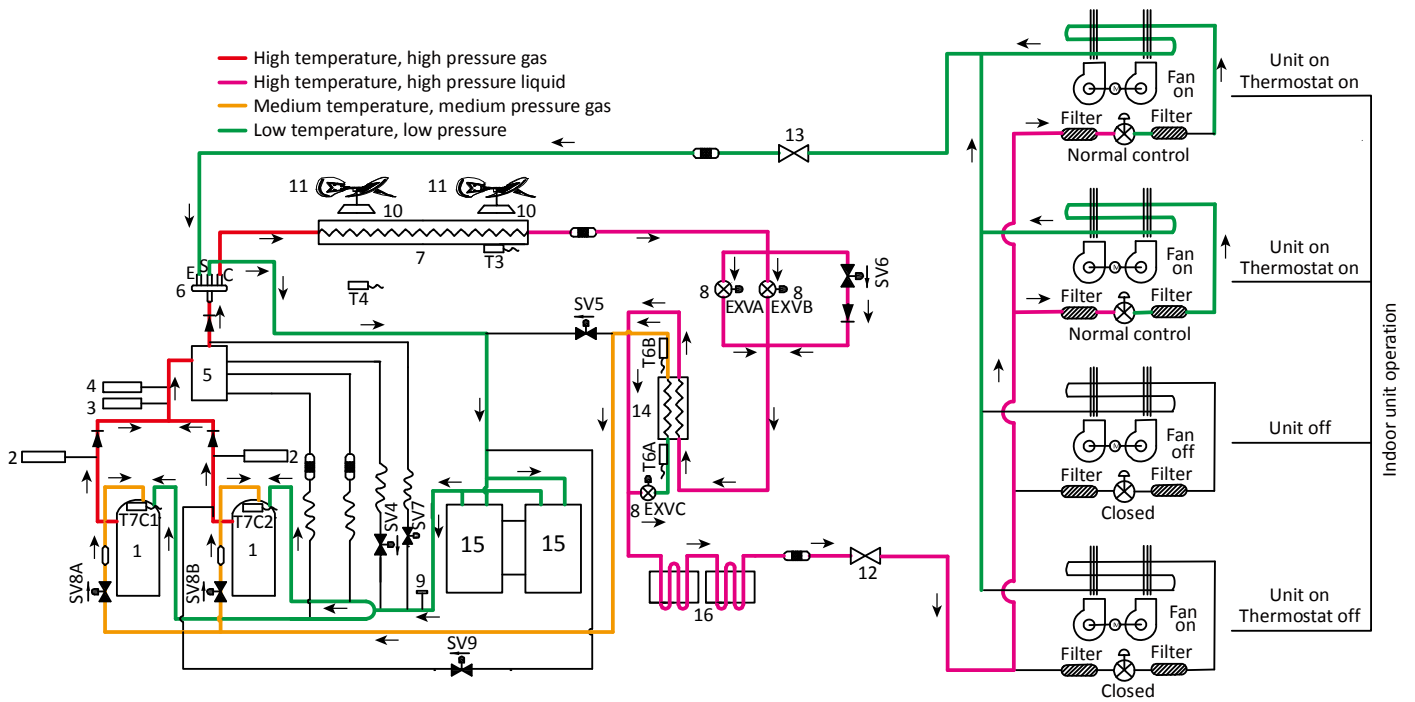 High temperature, high pressure gas
High temperature, high pressure liquid
Medium temperature, medium pressure gas
Low temperature, low pressure
13
11
10
11
10
7
T3
T4
E
S
C
6
5
4
3
2
2
T7C1
T7C2
1
1
SV8A
SV8B
SV4
SV7
9
SV9
15
15
SV5
T6B
14
T6A
8
EXVC
8
EXVA
8
EXVB
SV6
16
12
M
Fan
on
Filter
Filter
Normal control
Unit on
Thermostat on
M
Fan
on
Filter
Filter
Normal control
Unit on
Thermostat on
M
Fan
off
Filter
Filter
Closed
Unit off
M
Fan
on
Filter
Filter
Closed
Unit on
Thermostat off
Indoor unit operation